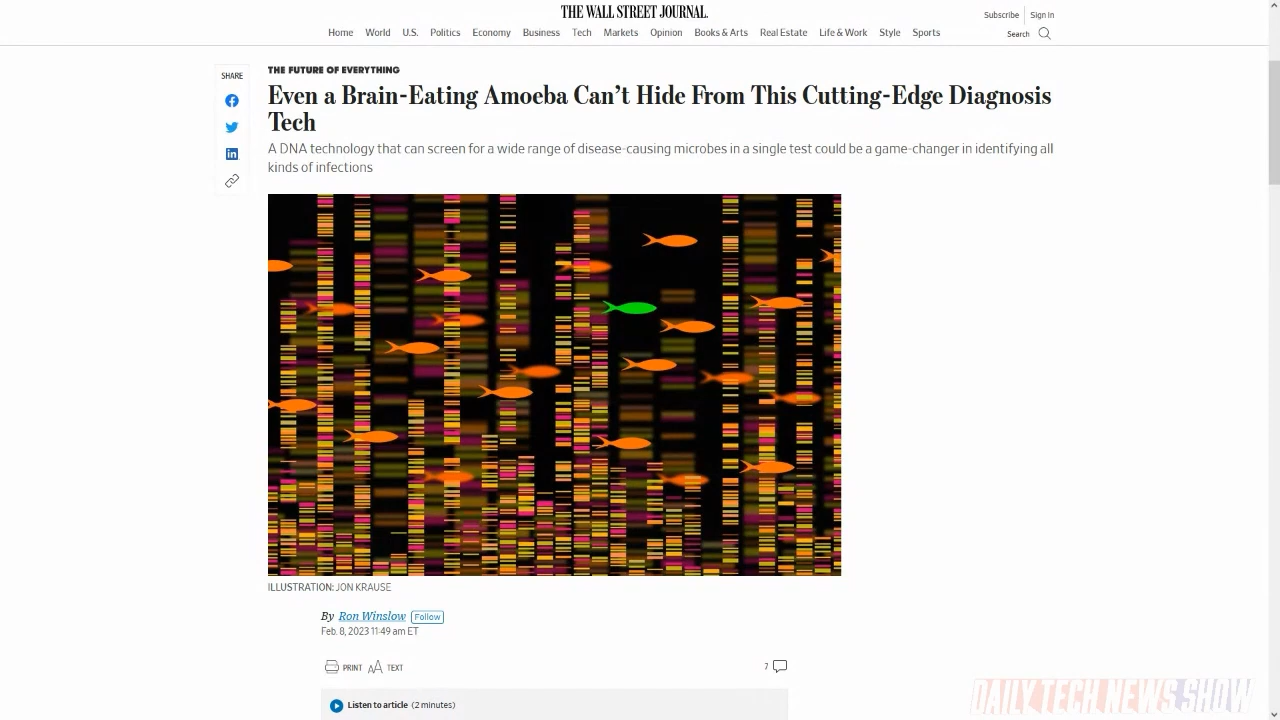 THE WALL STREET JOURNAL.
Subscribe Sign In
Home World U.S. Politics Economy Business Tech Markets Opinion Books & Arts Real Estate Life & Work Style Sports
Search
SHARE
THE FUTURE OF EVERYTHING
Even a Brain-Eating Amoeba Can’t Hide From This Cutting-Edge Diagnosis
Tech
A DNA technology that can screen for a wide range of disease-causing microbes in a single test could be a game-changer in identifying all
kinds of infections
ILLUSTRATION: JON KRAUSE
By Ron Winslow Follow
Feb. 8, 2023 11:49 am ET
PRINT AA TEXT
7
Listen to article (2 minutes)
DAILY TECH NEWS SHOW